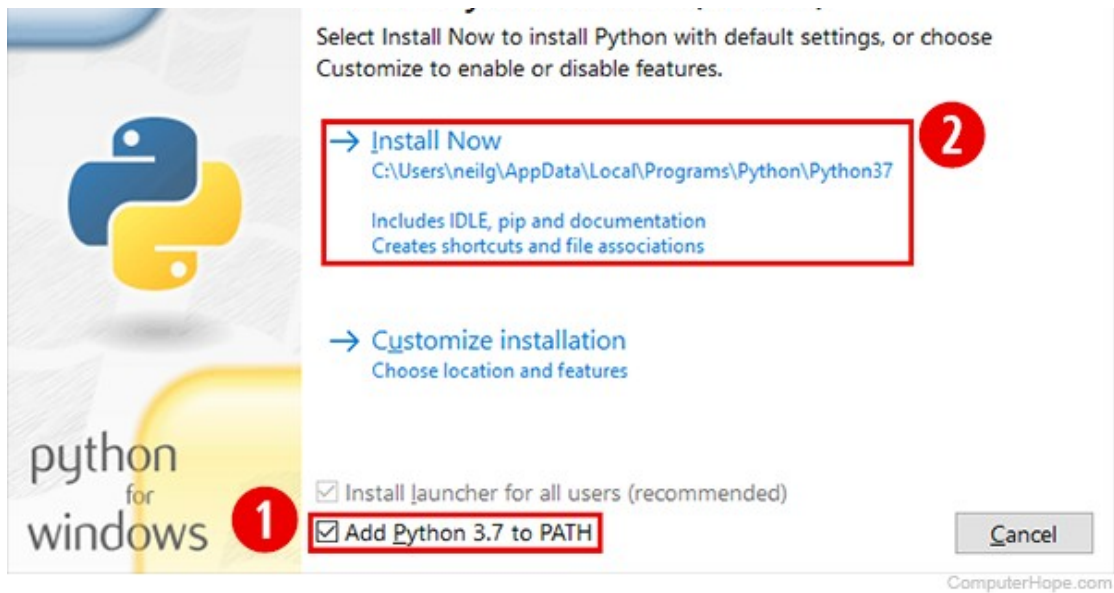 Select Install Now to install Python with default settings, or choose
Customize to enable or disable features.
Install Now
C:\Users\neilg\AppData\Local\Programs\Python\Python37
Includes IDLE, pip and documentation
Creates shortcuts and file associations
2
Customize installation
Choose location and features
python
for
windows
Install launcher for all users (recommended)
1
Add Python 3.7 to PATH
Cancel
ComputerHope.com